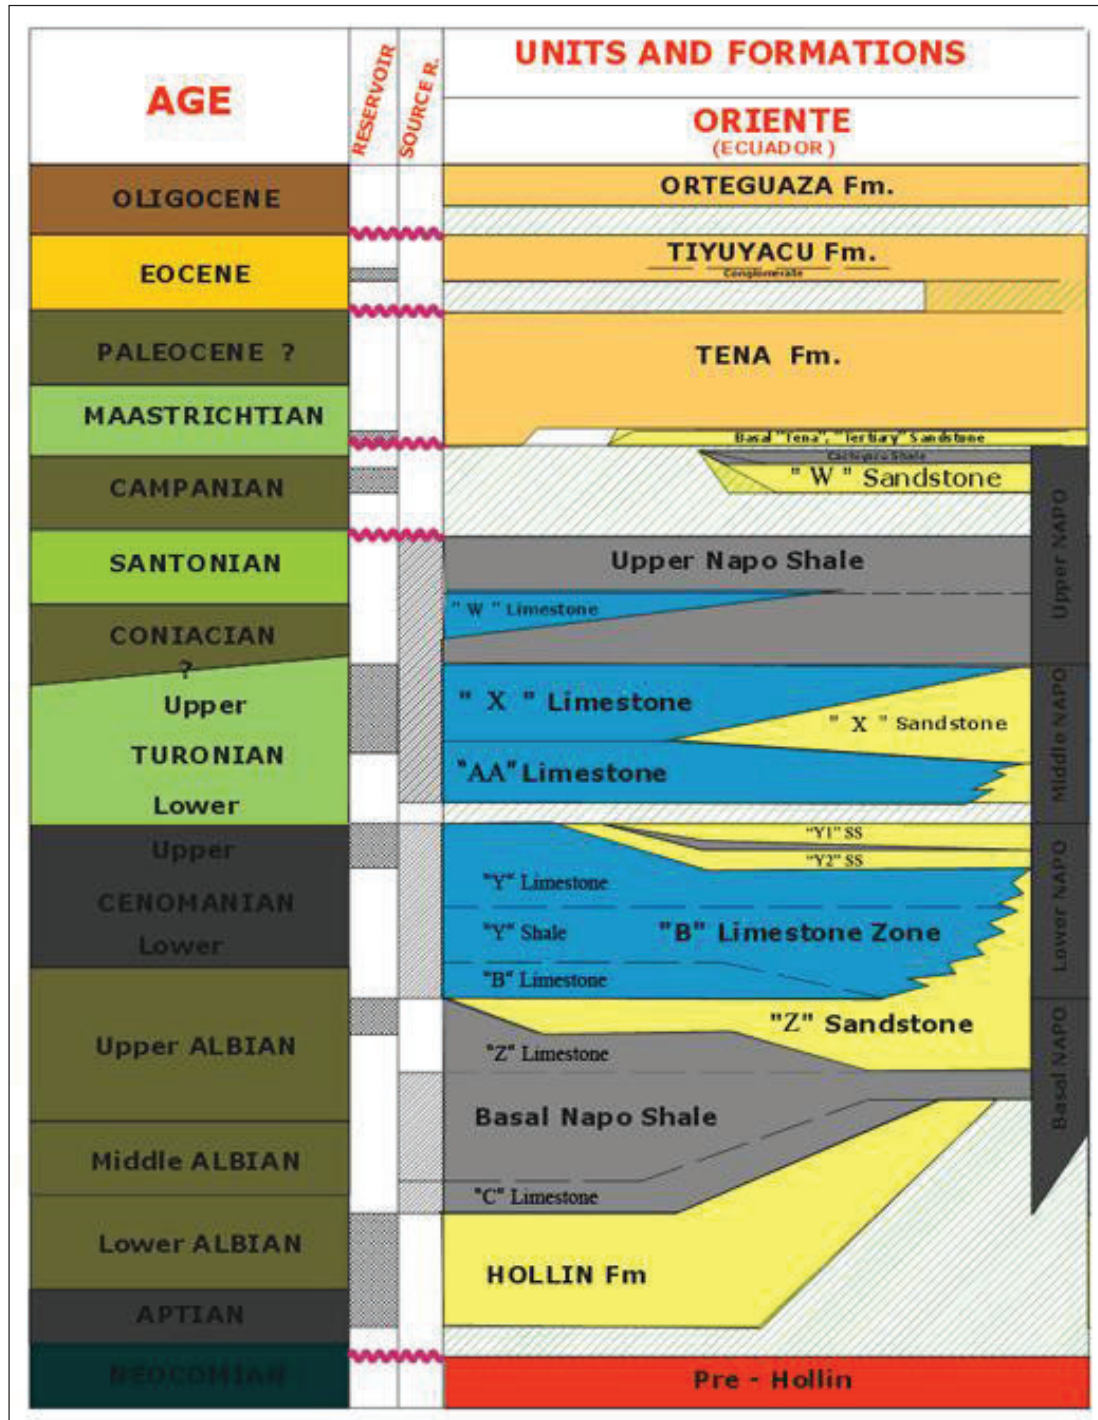 AGE
RESERVOIR
SOURCE R.
UNITS AND FORMATIONS
ORIENTE
(ECUADOR)
OLIGOCENE
EOCENE
PALEOCENE ?
MAASTRICHTIAN
CAMPANIAN
SANTONIAN
CONIACIAN
?
Upper
TURONIAN
Lower
Upper
CENOMANIAN
Lower
Upper ALBIAN
Middle ALBIAN
Lower ALBIAN
APTIAN
NEOCOMIAN
ORTEGUAZA Fm.
TIYUYACU Fm.
Conglomerate
TENA Fm.
Basal "Tena", "Tertiary" Sandstone
Shale
" W " Sandstone
Upper Napo Shale
" W " Limestone
" X " Limestone
" X " Sandstone
"AA" Limestone
"Y1" SS
"Y2" SS
"Y" Limestone
"Y" Shale
"B" Limestone Zone
"B" Limestone
"Z" Sandstone
"Z" Limestone
Basal Napo Shale
"C" Limestone
HOLLIN Fm
Pre - Hollin
Upper NAPO
Middle NAPO
Lower NAPO
Basal NAPO